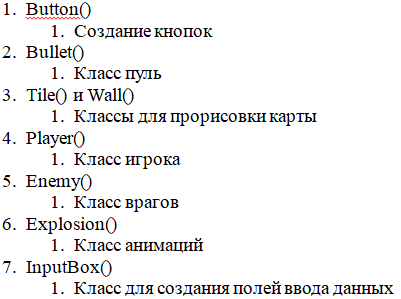 1. Button()
1. Создание кнопок
2. Bullet()
1. Класс пуль
3. Tile() и Wall()
1. Классы для прорисовки карты
4. Player()
1. Класс игрока
5. Enemy()
1. Класс врагов
6. Explosion()
1. Класс анимаций
7. InputBox()
1. Класс для создания полей ввода данных